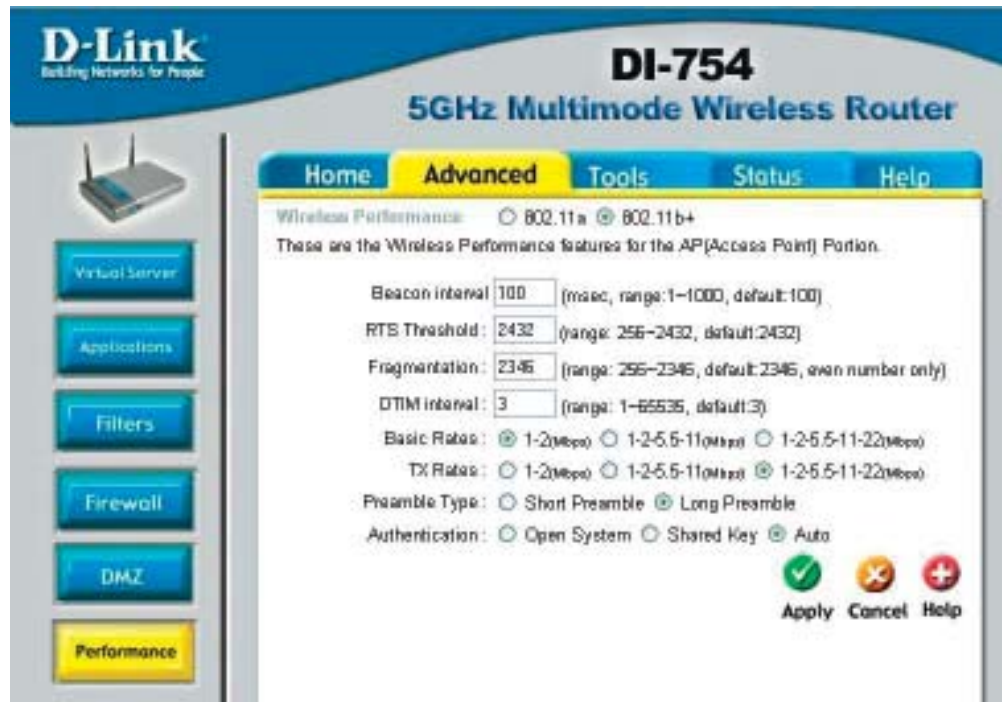 D-Link
Building Networks for People
DI-754
5GHz Multimode Wireless Router
Home Advanced Tools Status Help
Wireless Performance 802.11a 802.11b+
These are the Wireless Performance features for the AP(Access Point) Portion.
Beacon interval 100 (msec, range:1~1000, default:100)
RTS Threshold : 2432 (range: 256~2432, default:2432)
Fragmentation : 2346 (range: 256~2346, default:2346, even number only)
DTIM interval : 3 (range: 1~65535, default:3)
Basic Rates : 1-2(Mbps) 1-2-5.5-11(Mbps) 1-2-5.5-11-22(Mbps)
TX Rates : 1-2(Mbps) 1-2-5.5-11(Mbps) 1-2-5.5-11-22(Mbps)
Preamble Type : Short Preamble Long Preamble
Authentication : Open System Shared Key Auto
Apply Cancel Help
Virtual Server
Applications
Filters
Firewall
DMZ
Performance